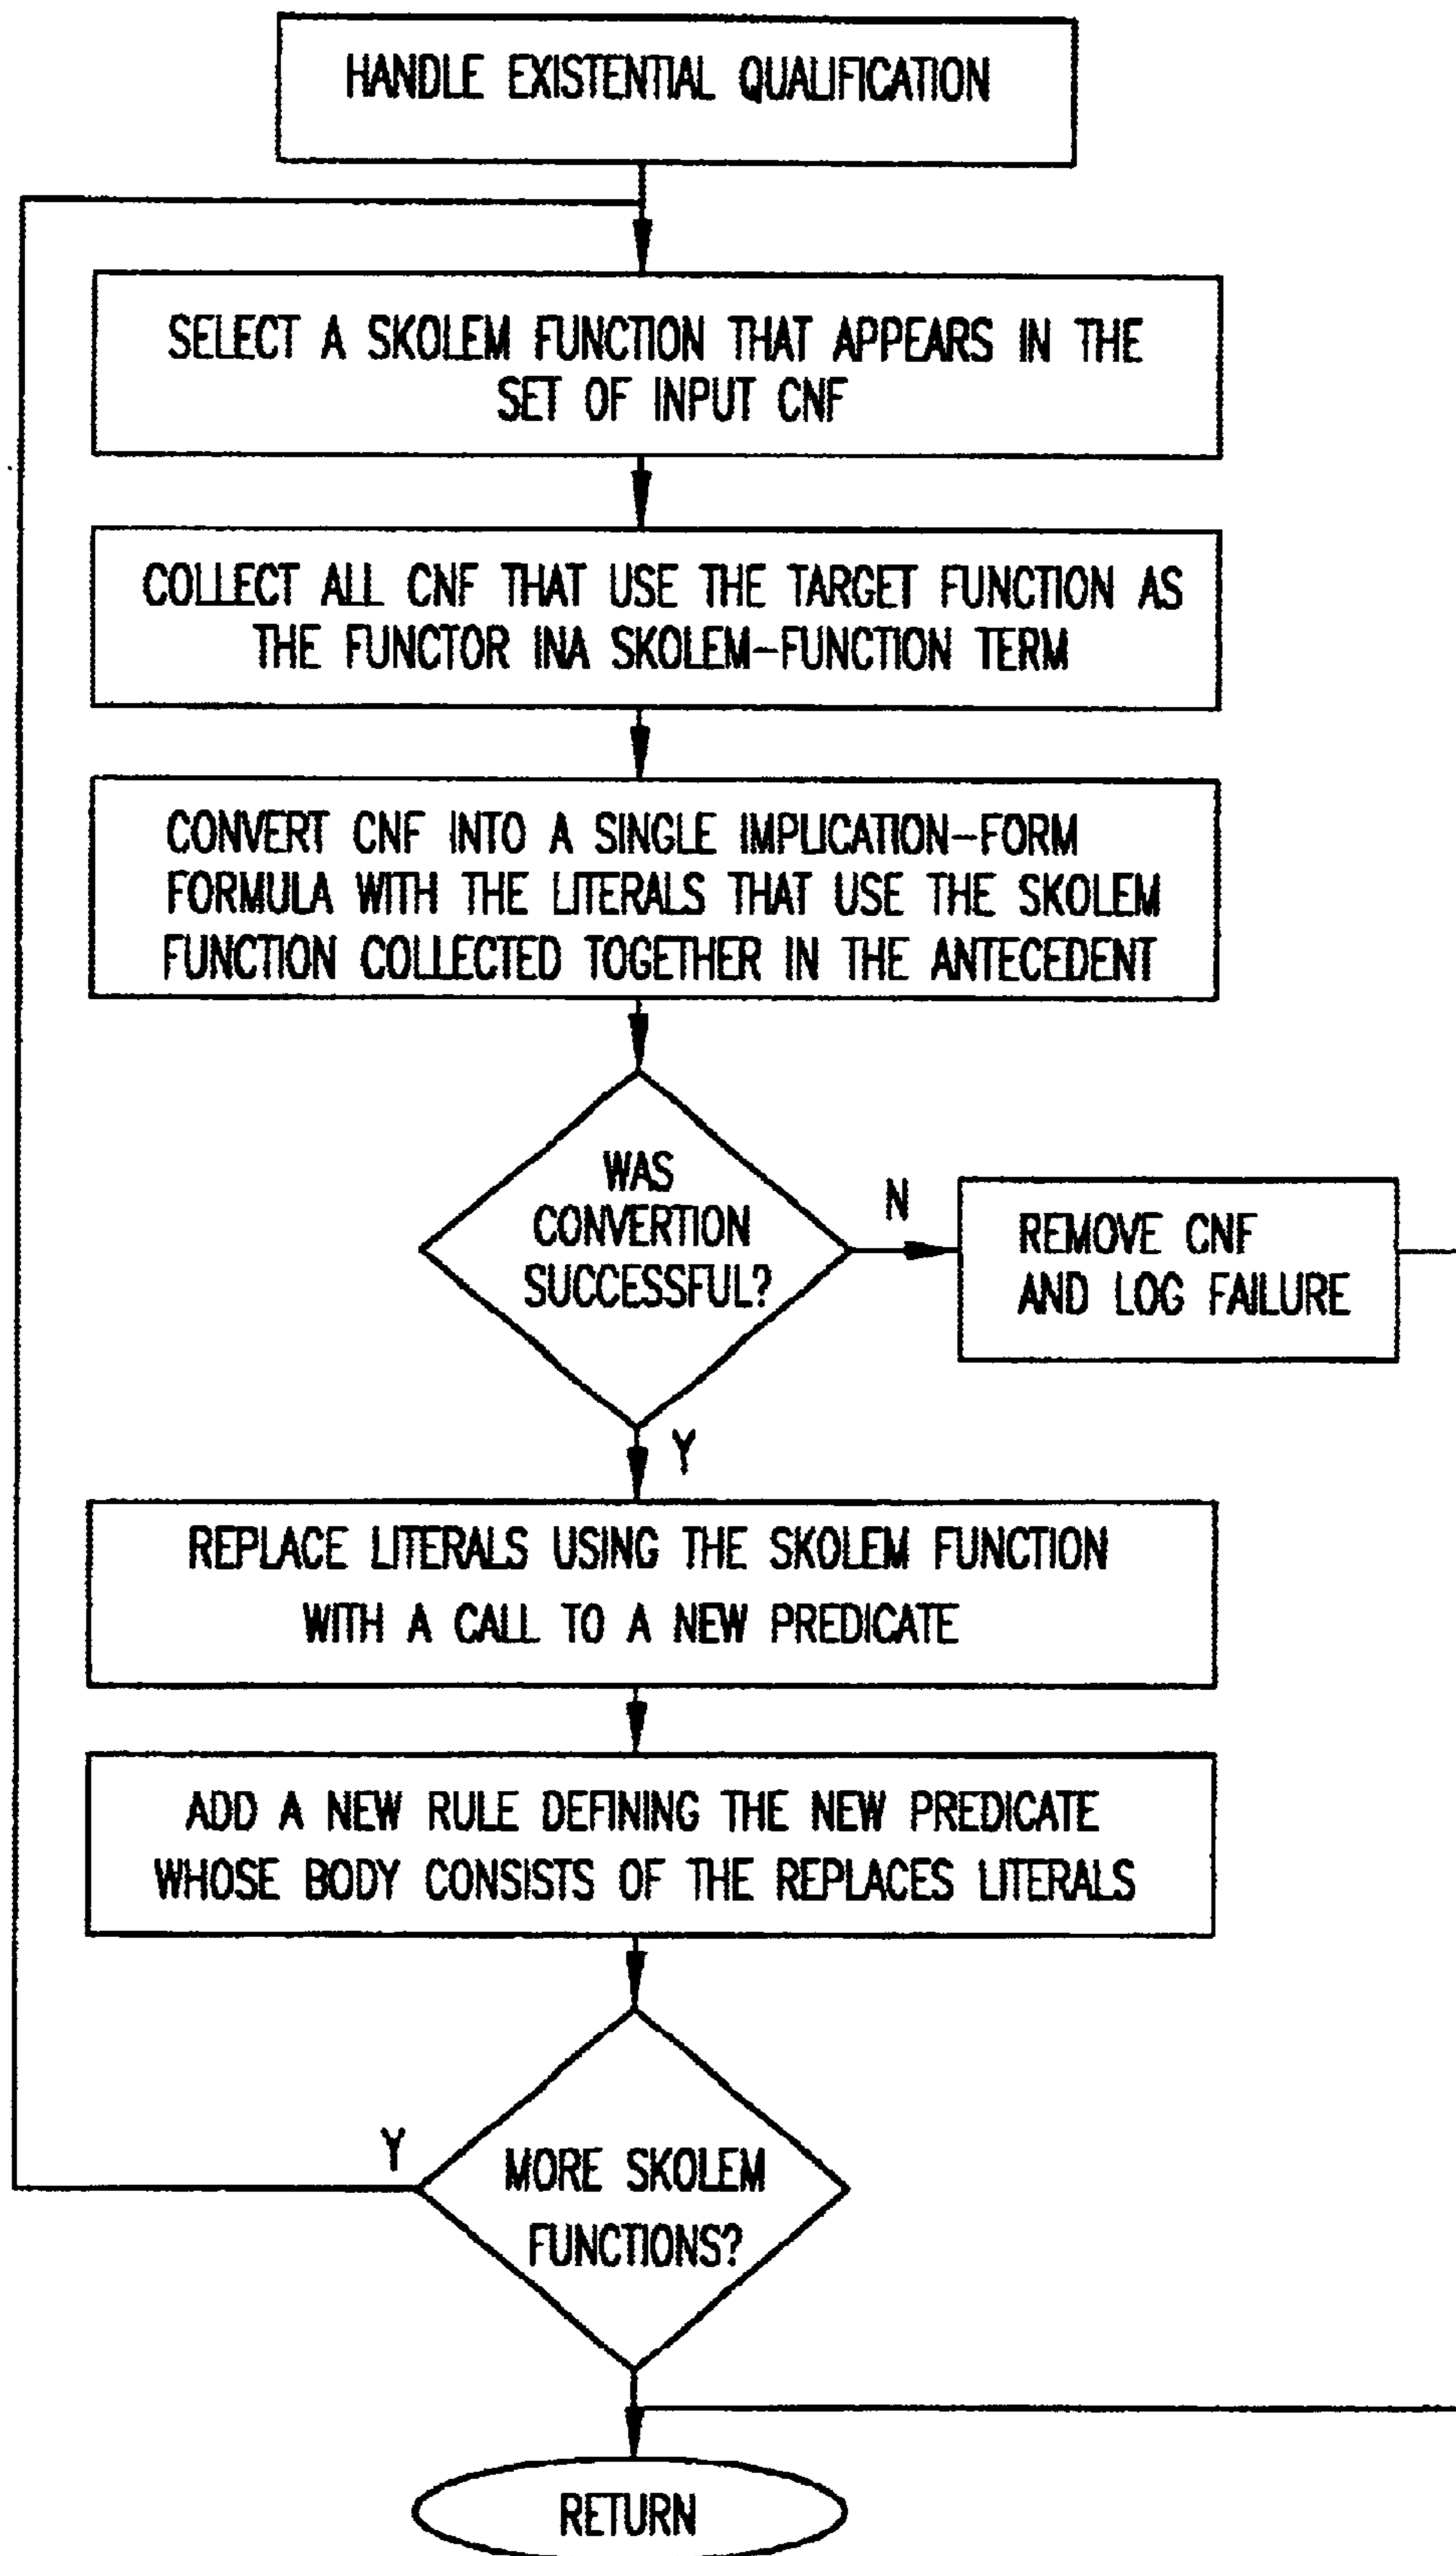 HANDLE EXISTENTIAL QUALIFICATION
SELECT A SKOLEM FUNCTION THAT APPEARS IN THE
SET OF INPUT CNF
COLLECT ALL CNF THAT USE THE TARGET FUNCTION AS
THE FUNCTOR INA SKOLEM-FUNCTION TERM
CONVERT CNF INTO A SINGLE IMPLICATION-FORM
FORMULA WITH THE LITERALS THAT USE THE SKOLEM
FUNCTION COLLECTED TOGETHER IN THE ANTECEDENT
WAS
CONVERTION
SUCCESSFUL?
N
REMOVE CNF
AND LOG FAILURE
Y
REPLACE LITERALS USING THE SKOLEM FUNCTION
WITH A CALL TO A NEW PREDICATE
ADD A NEW RULE DEFINING THE NEW PREDICATE
WHOSE BODY CONSISTS OF THE REPLACES LITERALS
Y
MORE SKOLEM
FUNCTIONS?
RETURN